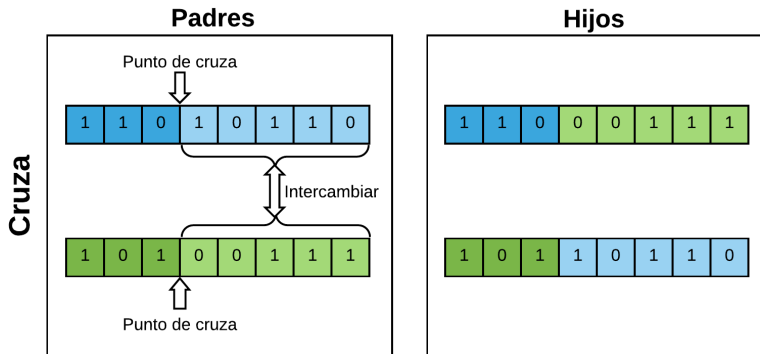 Padres
Hijos
Cruza
Punto de cruza
1 1 0 1 0 1 1 0
1 1 0 0 0 1 1 1
Intercambiar
1 0 1 0 0 1 1 1
1 0 1 1 0 1 1 0
Punto de cruza